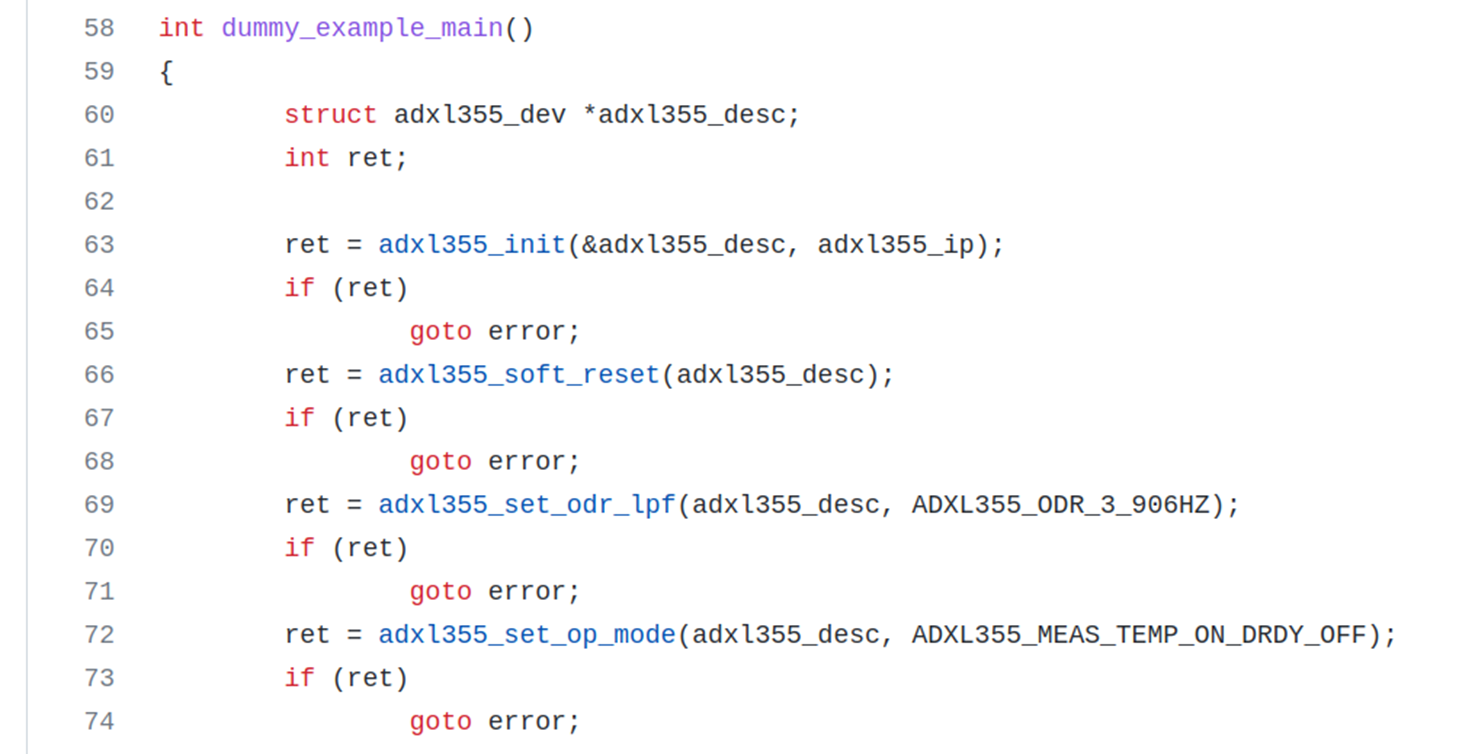 58 int dummy_example_main()
59 {
60 struct adxl355_dev *adxl355_desc;
61 int ret;
62
63 ret = adxl355_init(&adxl355_desc, adxl355_ip);
64 if (ret)
65 goto error;
66 ret = adxl355_soft_reset(adxl355_desc);
67 if (ret)
68 goto error;
69 ret = adxl355_set_odr_lpf(adxl355_desc, ADXL355_ODR_3_906HZ);
70 if (ret)
71 goto error;
72 ret = adxl355_set_op_mode(adxl355_desc, ADXL355_MEAS_TEMP_ON_DRDY_OFF);
73 if (ret)
74 goto error;